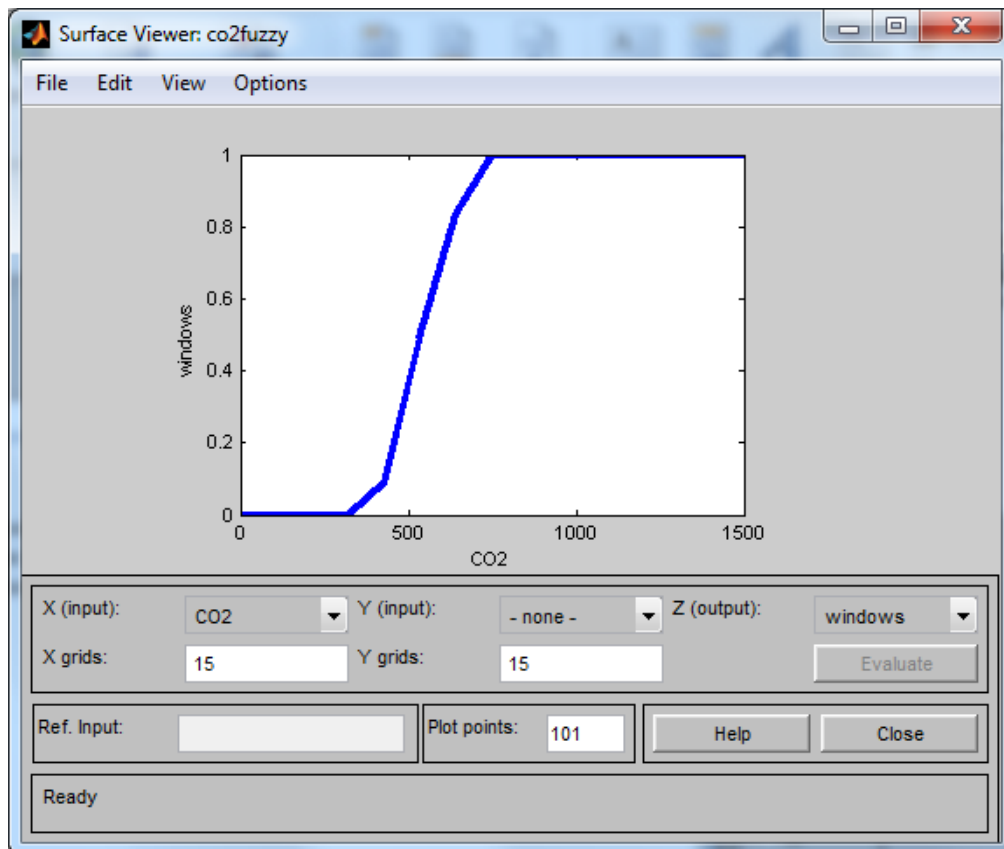 Surface Viewer: co2fuzzy
File Edit View Options
1
0.8
0.6
0.4
0.2
0
windows
0 500 1000 1500
CO2
X (input): CO2 Y (input): - none - Z (output): windows
X grids: 15 Y grids: 15 Evaluate
Ref. Input: Plot points: 101 Help Close
Ready